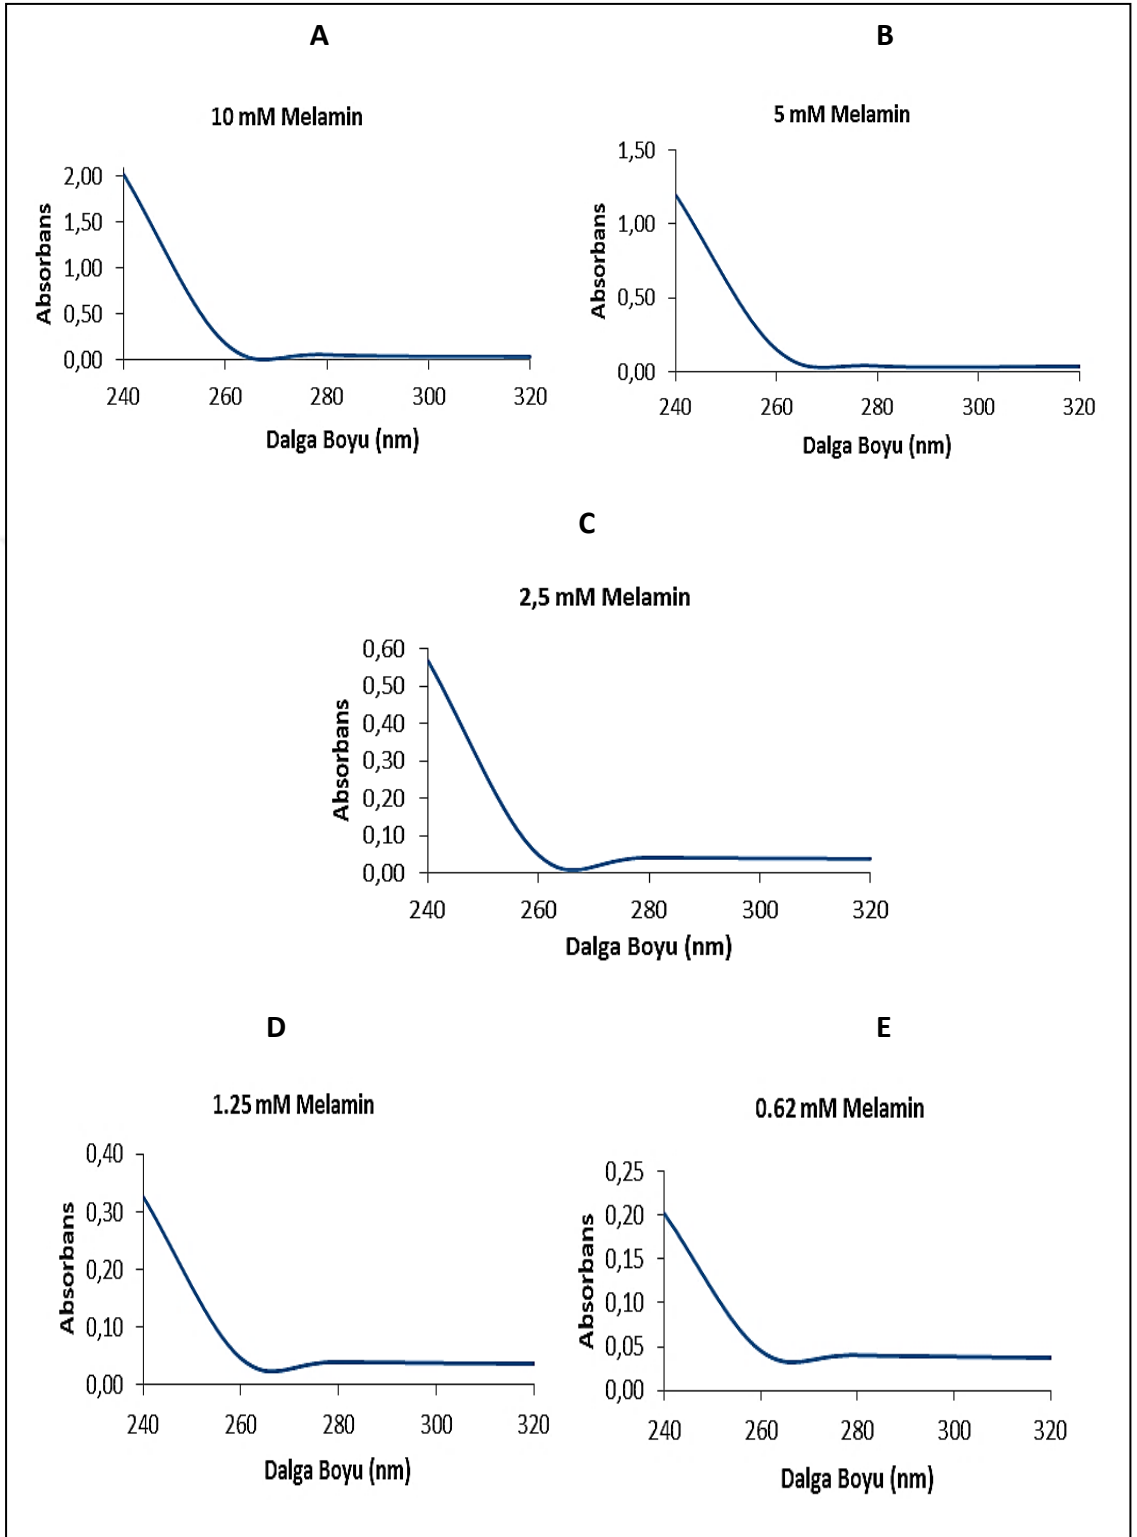 A
10 mM Melamin
Absorbans
2,00
1,50
1,00
0,50
0,00
240 260 280 300 320
Dalga Boyu (nm)
B
5 mM Melamin
Absorbans
1,50
1,00
0,50
0,00
240 260 280 300 320
Dalga Boyu (nm)
C
2,5 mM Melamin
Absorbans
0,60
0,50
0,40
0,30
0,20
0,10
0,00
240 260 280 300 320
Dalga Boyu (nm)
D
1.25 mM Melamin
Absorbans
0,40
0,30
0,20
0,10
0,00
240 260 280 300 320
Dalga Boyu (nm)
E
0.62 mM Melamin
Absorbans
0,25
0,20
0,15
0,10
0,05
0,00
240 260 280 300 320
Dalga Boyu (nm)